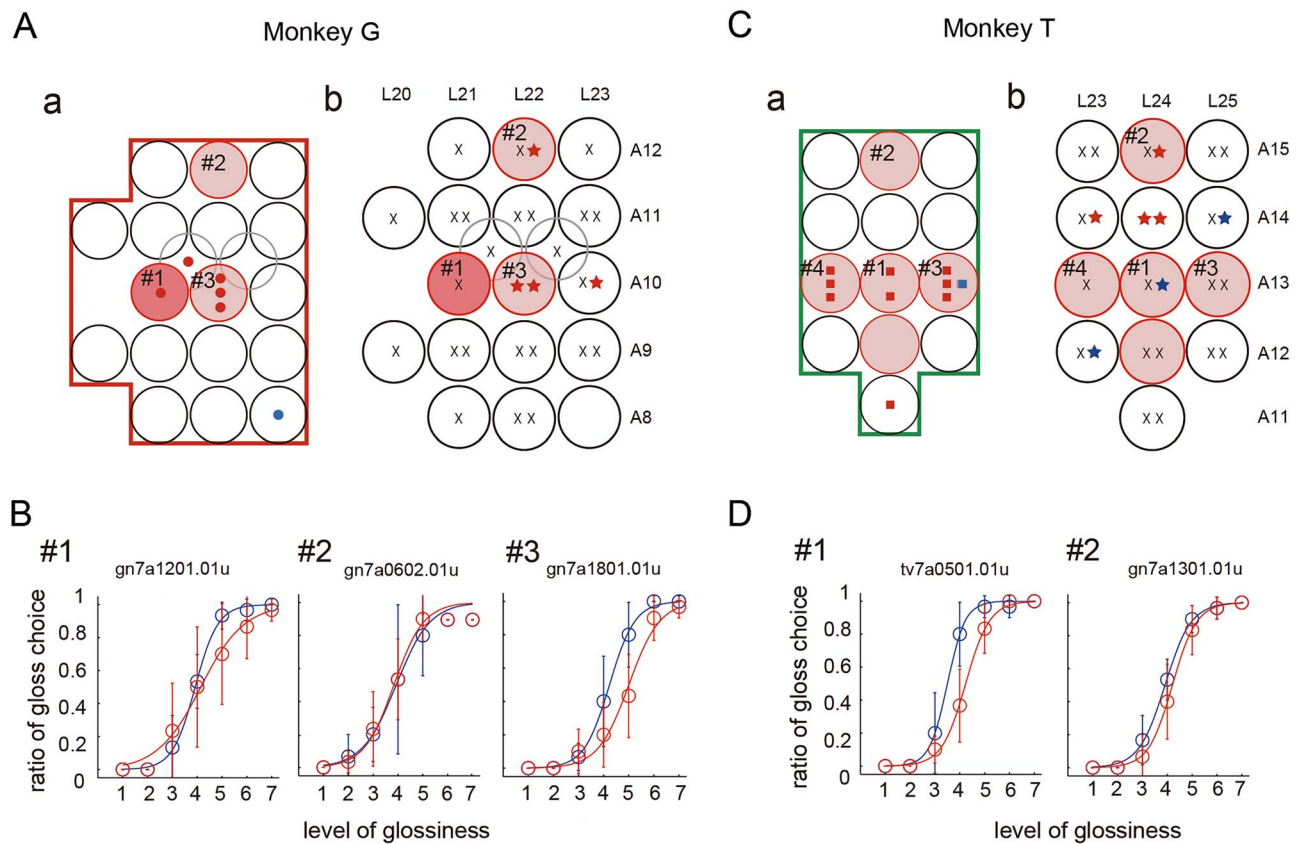 A
Monkey G
C
Monkey T
a
b
L20 L21 L22 L23
a
b
L23 L24 L25
#2
#2
x x x A12
#2
#2
x x x x x A15
x x x x x x x A11
x x x A14
#1 #3
#1 #3
x x x x A10
#4 #1 #3
#4 #1 #3
x x x x A13
x x x x x x x A9
x x x x x A12
x x x A8
x x A11
B
#1 gn7a1201.01u
#2 gn7a0602.01u
#3 gn7a1801.01u
D
#1 tv7a0501.01u
#2 gn7a1301.01u
ratio of gloss choice
1
0.8
0.6
0.4
0.2
0
1 2 3 4 5 6 7
1 2 3 4 5 6 7
1 2 3 4 5 6 7
level of glossiness
ratio of gloss choice
1
0.8
0.6
0.4
0.2
0
1 2 3 4 5 6 7
1 2 3 4 5 6 7
level of glossiness